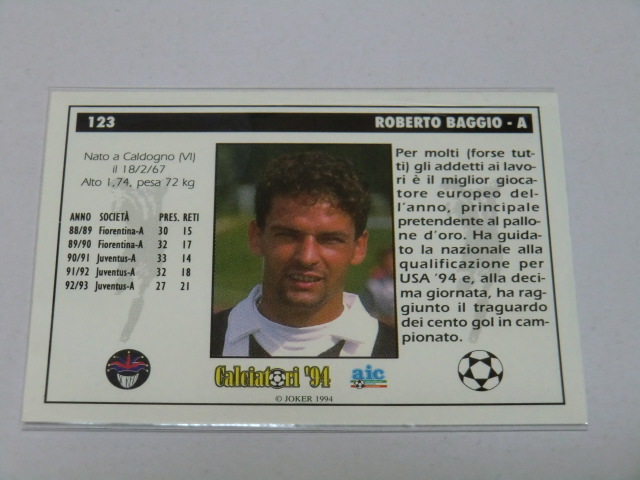 123
ROBERTO BAGGIO - A
Nato a Caldogno (VI)
il 18/2/67
Alto 1,74, pesa 72 kg
ANNO SOCIETÀ PRES. RETI
88/89 Fiorentina-A 30 15
89/90 Fiorentina-A 32 17
90/91 Juventus-A 33 14
91/92 Juventus-A 32 18
92/93 Juventus-A 27 21
Per molti (forse tut-
ti) gli addetti ai lavo-
ri è il miglior gioca-
tore europeo del-
l'anno, principale
pretendente al pallo-
ne d'oro. Ha guida-
to la nazionale alla
qualificazione per
USA '94 e, alla deci-
ma giornata, ha rag-
giunto il traguardo
dei cento gol in cam-
pionato.
Calciatori '94
aic
© JOKER 1994